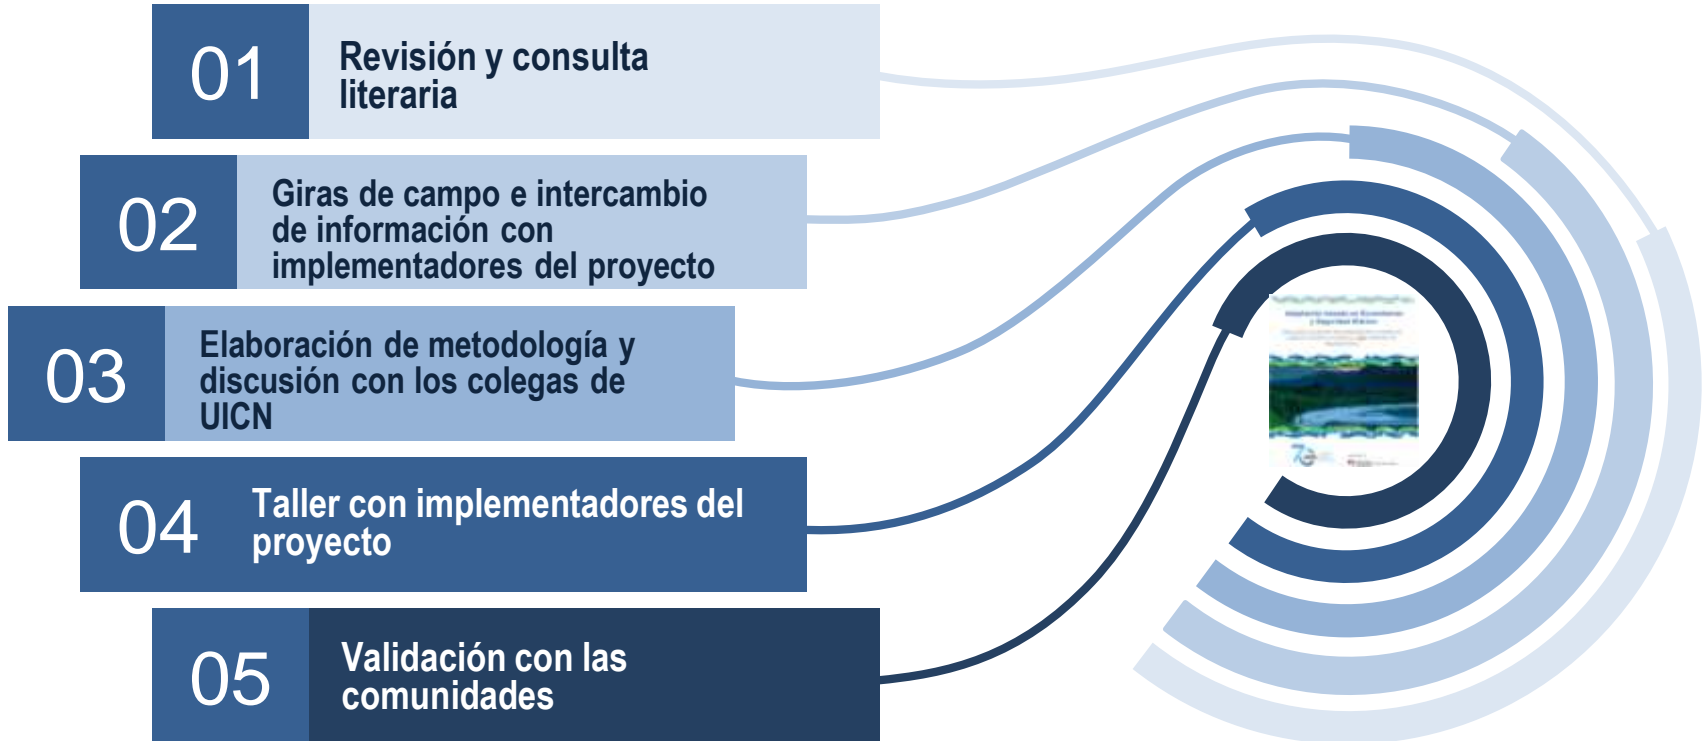 01
Revisión y consulta
literaria
02
Giras de campo e intercambio
de información con
implementadores del proyecto
03
Elaboración de metodología y
discusión con los colegas de
UICN
04
Taller con implementadores del
proyecto
05
Validación con las
comunidades